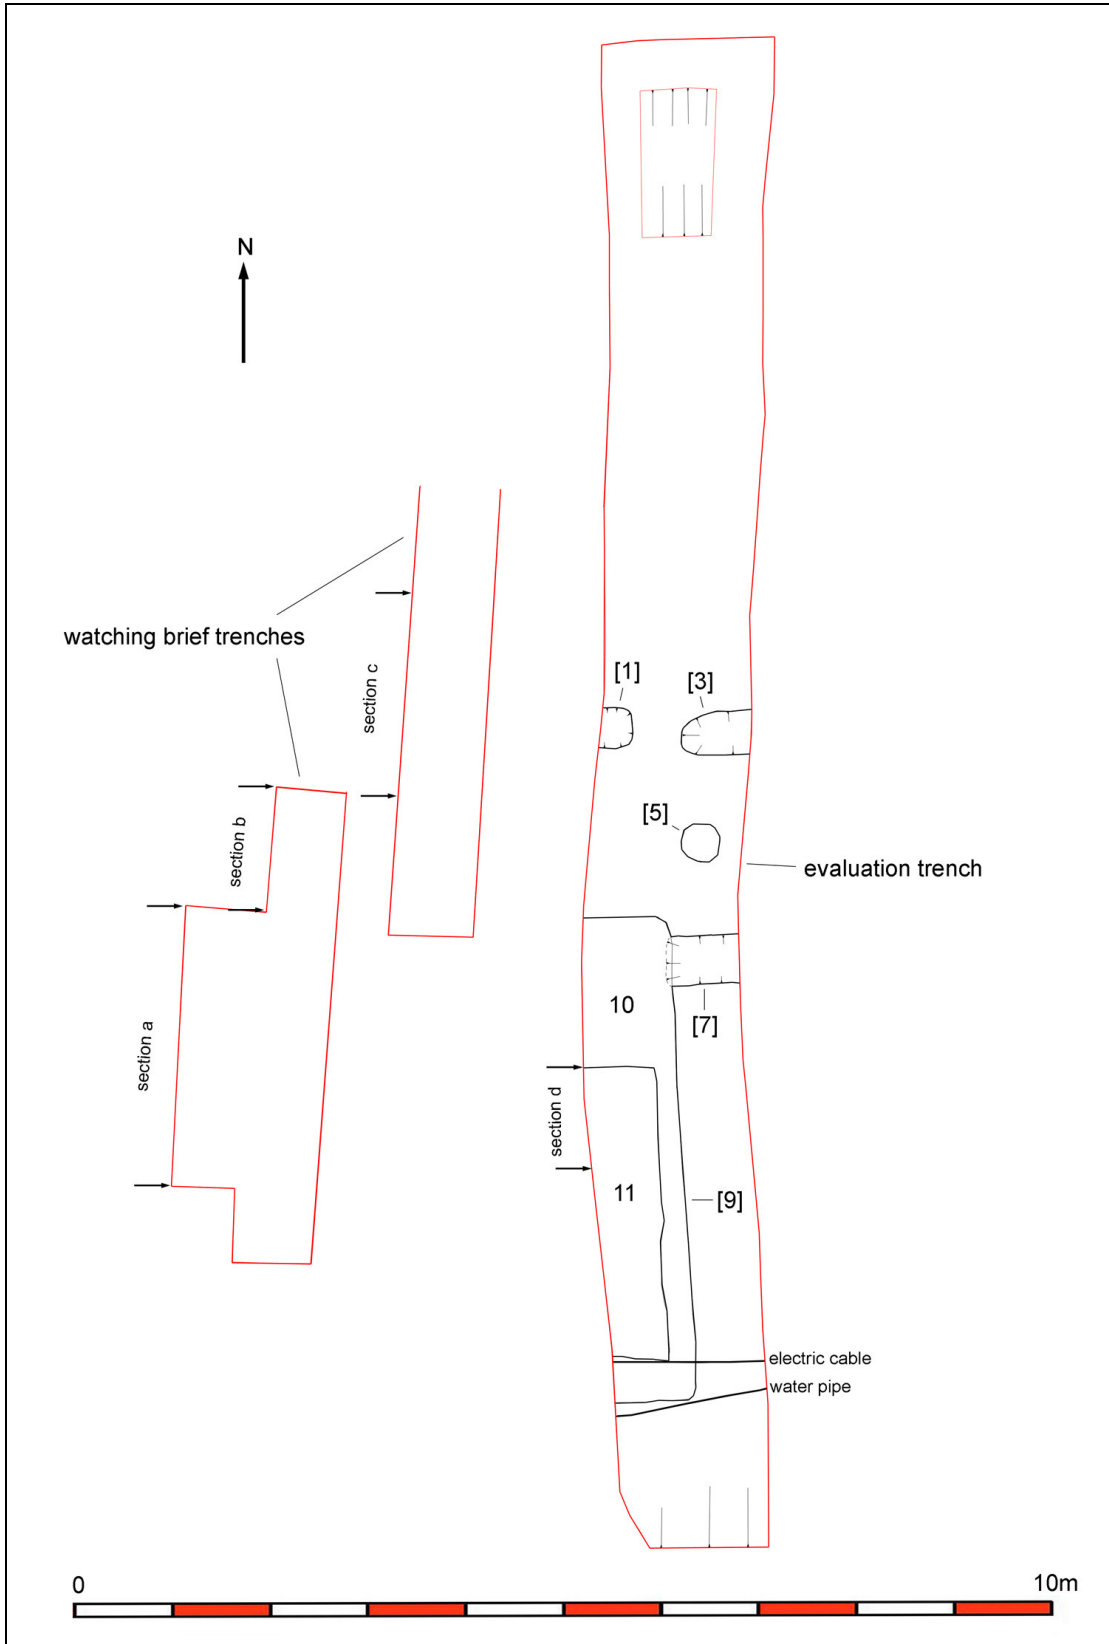 N
watching brief trenches
section c
section b
section a
[1]
[3]
[5]
evaluation trench
10
[7]
section d
11
[9]
electric cable
water pipe
0
10m